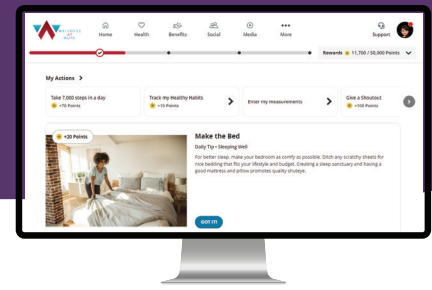 WELLNESS
AT
Home
Health
Benefits
Social
Media
More
Support
Rewards 11,700 / 50,000 Points
My Actions
Take 7,000 steps in a day
+70 Points
Track my Healthy Habits
+10 Points
Enter my measurements
Give a Shoutout
+100 Points
+20 Points
Make the Bed
Daily Tip - Sleeping Well
For better sleep, make your bedroom as comfy as possible. Ditch any scratchy sheets for
nice bedding that fits your lifestyle and budget. Creating a sleep sanctuary and having a
good mattress and pillow promotes quality shuteye.
GOT IT!